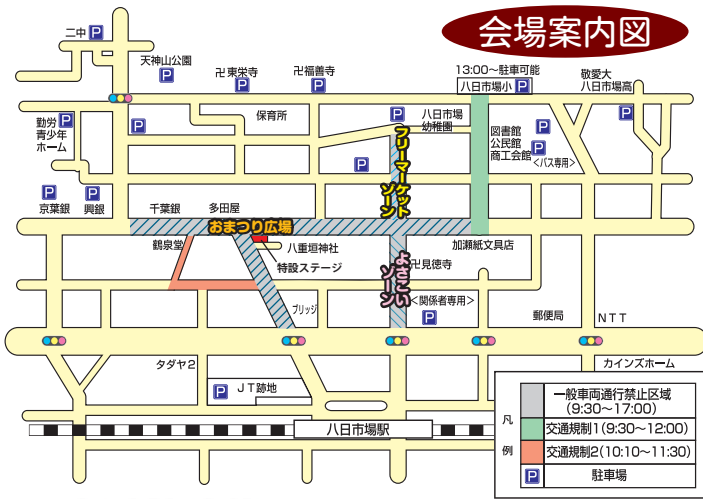 会場案内図
二中 P
天神山公園
P
卍東栄寺
P
卍福善寺
P
13:00〜駐車可能
八日市場小 P
敬愛大
八日市場高
P
勤労 P
青少年
ホーム
P
保育所
P
八日市場
幼稚園
図書館
公民館
商工会館
P
P
<バス専用>
P
フリーマーケット
ゾーン
P
京葉銀
P
興銀
千葉銀
多田屋
おまつり広場
鶴泉堂
八重垣神社
特設ステージ
加瀬紙文具店
卍見徳寺
よさこい
ゾーン
<関係者専用>
P
ブリッジ
郵便局
NTT
タダヤ2
カインズホーム
P JT跡地
八日市場駅
凡例
一般車両通行禁止区域
(9:30〜17:00)
交通規制1(9:30〜12:00)
交通規制2(10:10〜11:30)
P 駐車場